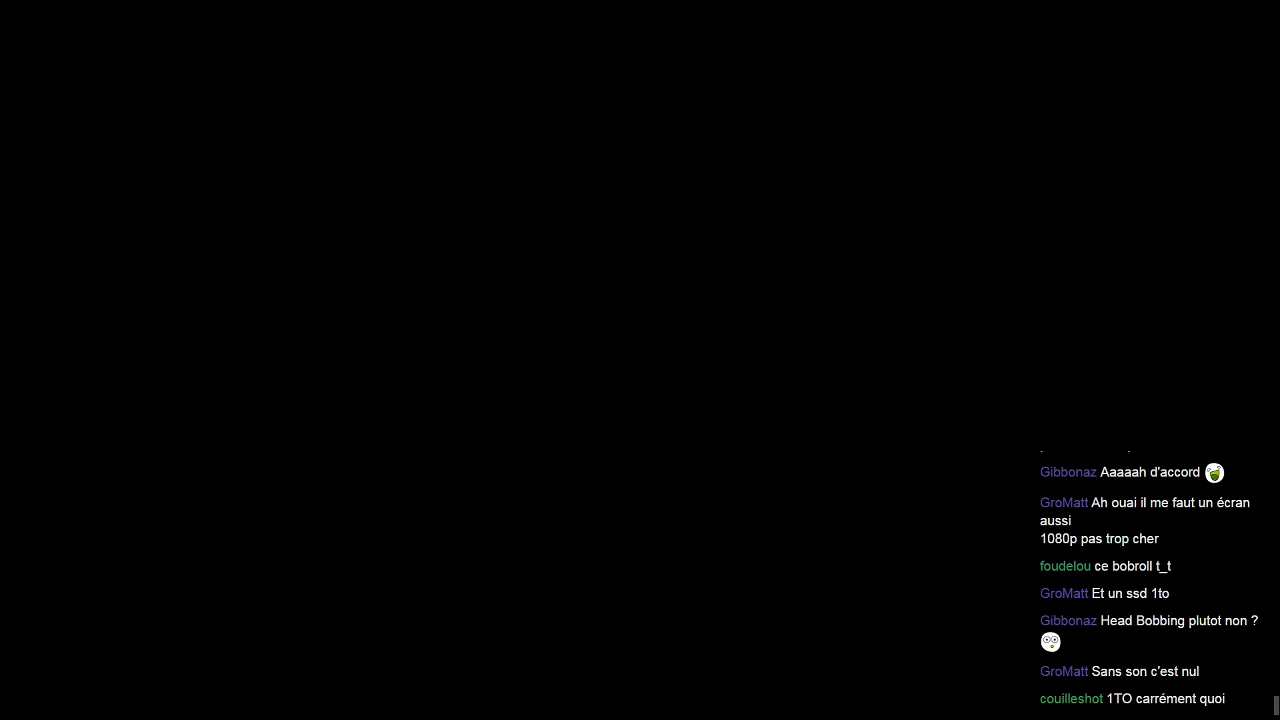 Gibbonaz Aaaaah d'accord
GroMatt Ah ouai il me faut un écran
aussi
1080p pas trop cher
foudelou ce bobroll t_t
GroMatt Et un ssd 1to
Gibbonaz Head Bobbing plutot non ?
GroMatt Sans son c'est nul
couilleshot 1TO carrément quoi